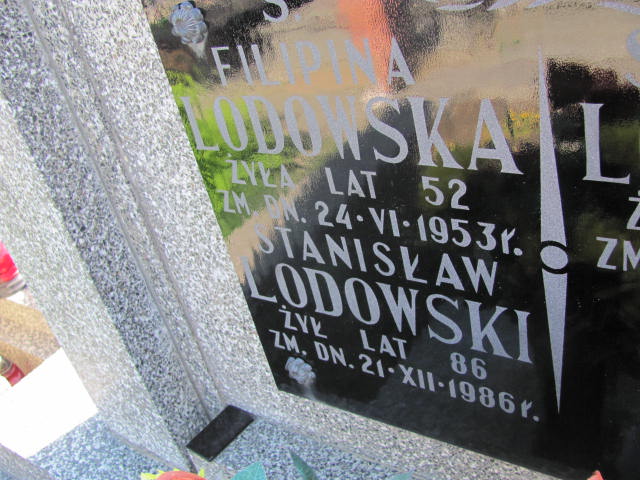 Ś.
FILIPINA
LODOWSKA
ŻYŁA LAT 52
ZM. DN. 24·VI·1953r.
STANISŁAW
LODOWSKI
ŻYŁ LAT 86
ZM. DN. 21·XII·1986r.
ZM